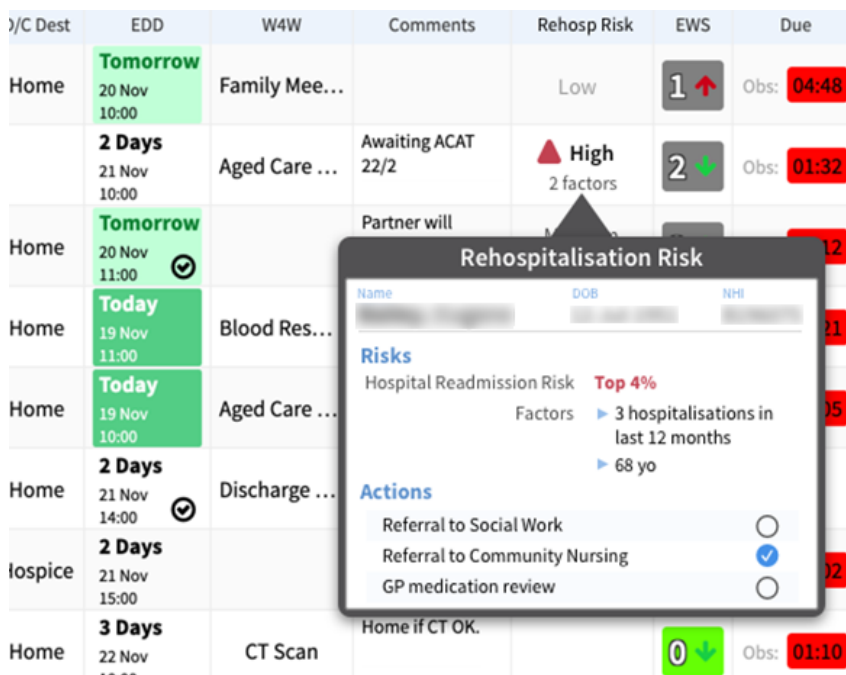 D/C Dest EDD W4W Comments Rehosp Risk EWS Due
Home Tomorrow 20 Nov 10:00 Family Mee... Low 1 Obs: 04:48
2 Days 21 Nov 10:00 Aged Care ... Awaiting ACAT 22/2 High 2 factors 2 Obs: 01:32
Home Tomorrow 20 Nov 11:00 Partner will 12
Home Today 19 Nov 11:00 Blood Res... 21
Home Today 19 Nov 10:00 Aged Care ... 05
Home 2 Days 21 Nov 14:00 Discharge ...
Hospice 2 Days 21 Nov 15:00 02
Home 3 Days 22 Nov CT Scan Home if CT OK. 0 Obs: 01:10
Rehospitalisation Risk
Name DOB NHI
Risks
Hospital Readmission Risk Top 4%
Factors 3 hospitalisations in
last 12 months
68 yo
Actions
Referral to Social Work
Referral to Community Nursing
GP medication review